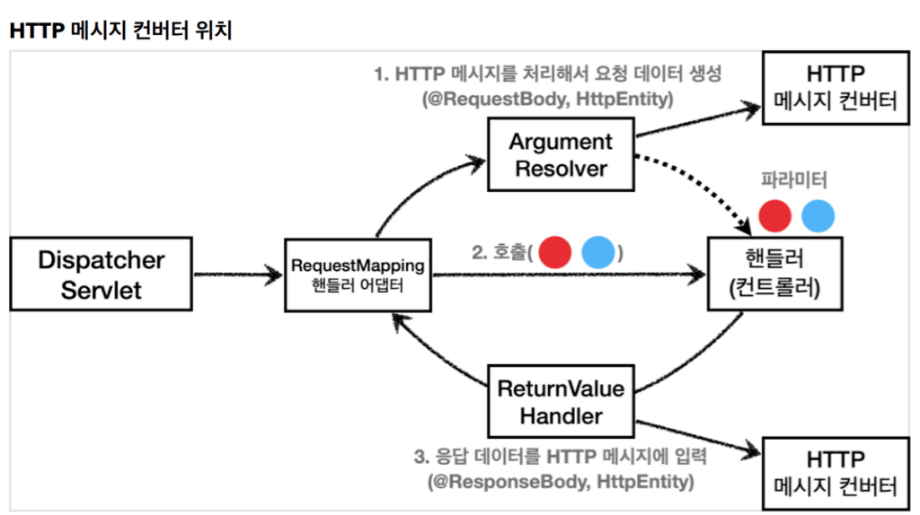 HTTP 메시지 컨버터 위치
1. HTTP 메시지를 처리해서 요청 데이터 생성
(@RequestBody, HttpEntity)
HTTP
메시지 컨버터
Argument
Resolver
파라미터
Dispatcher
Servlet
RequestMapping
핸들러 어댑터
2. 호출( )
핸들러
(컨트롤러)
ReturnValue
Handler
3. 응답 데이터를 HTTP 메시지에 입력
(@ResponseBody, HttpEntity)
HTTP
메시지 컨버터